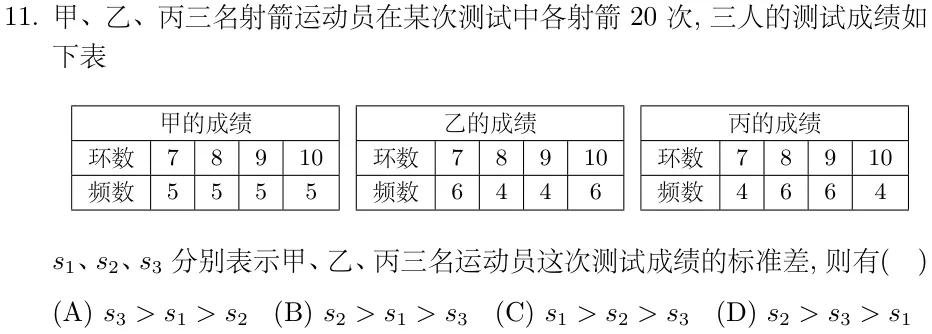 11. 甲、乙、丙三名射箭运动员在某次测试中各射箭 20 次, 三人的测试成绩如
下表
甲的成绩 乙的成绩 丙的成绩
环数 7 8 9 10 环数 7 8 9 10 环数 7 8 9 10
频数 5 5 5 5 频数 6 4 4 6 频数 4 6 6 4
s₁、s₂、s₃ 分别表示甲、乙、丙三名运动员这次测试成绩的标准差, 则有( )
(A) s₃ > s₁ > s₂ (B) s₂ > s₁ > s₃ (C) s₁ > s₂ > s₃ (D) s₂ > s₃ > s₁